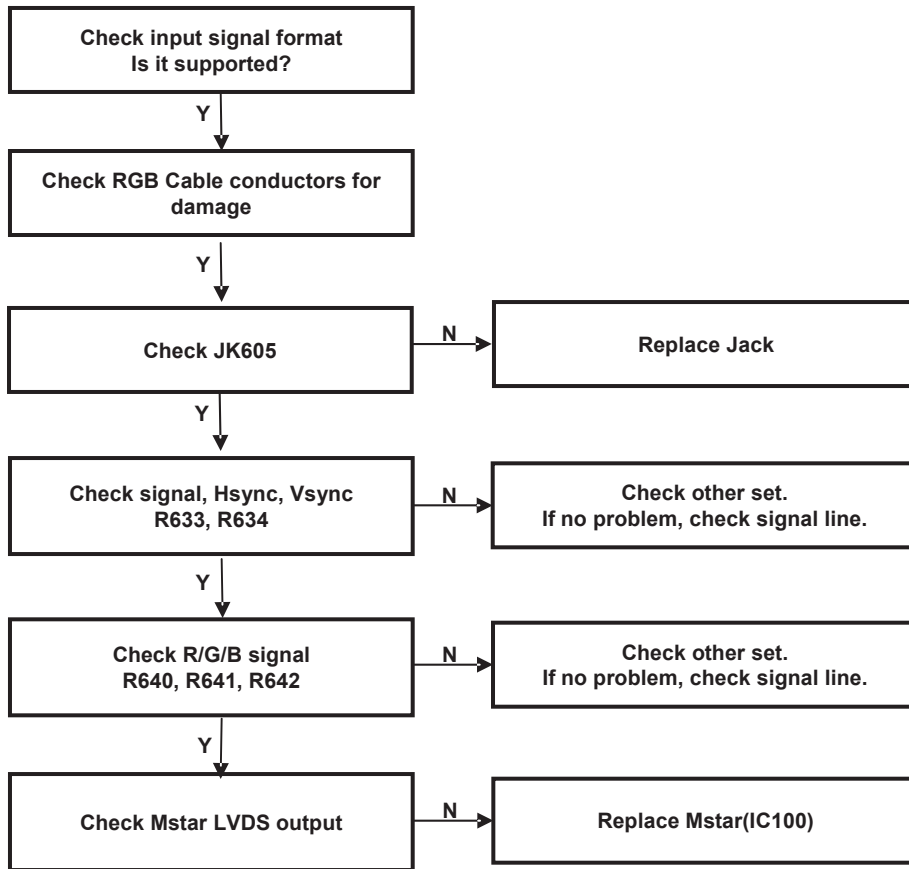 Check input signal format
Is it supported?
Y
Check RGB Cable conductors for
damage
Y
Check JK605
N
Replace Jack
Y
Check signal, Hsync, Vsync
R633, R634
N
Check other set.
If no problem, check signal line.
Y
Check R/G/B signal
R640, R641, R642
N
Check other set.
If no problem, check signal line.
Y
Check Mstar LVDS output
N
Replace Mstar(IC100)